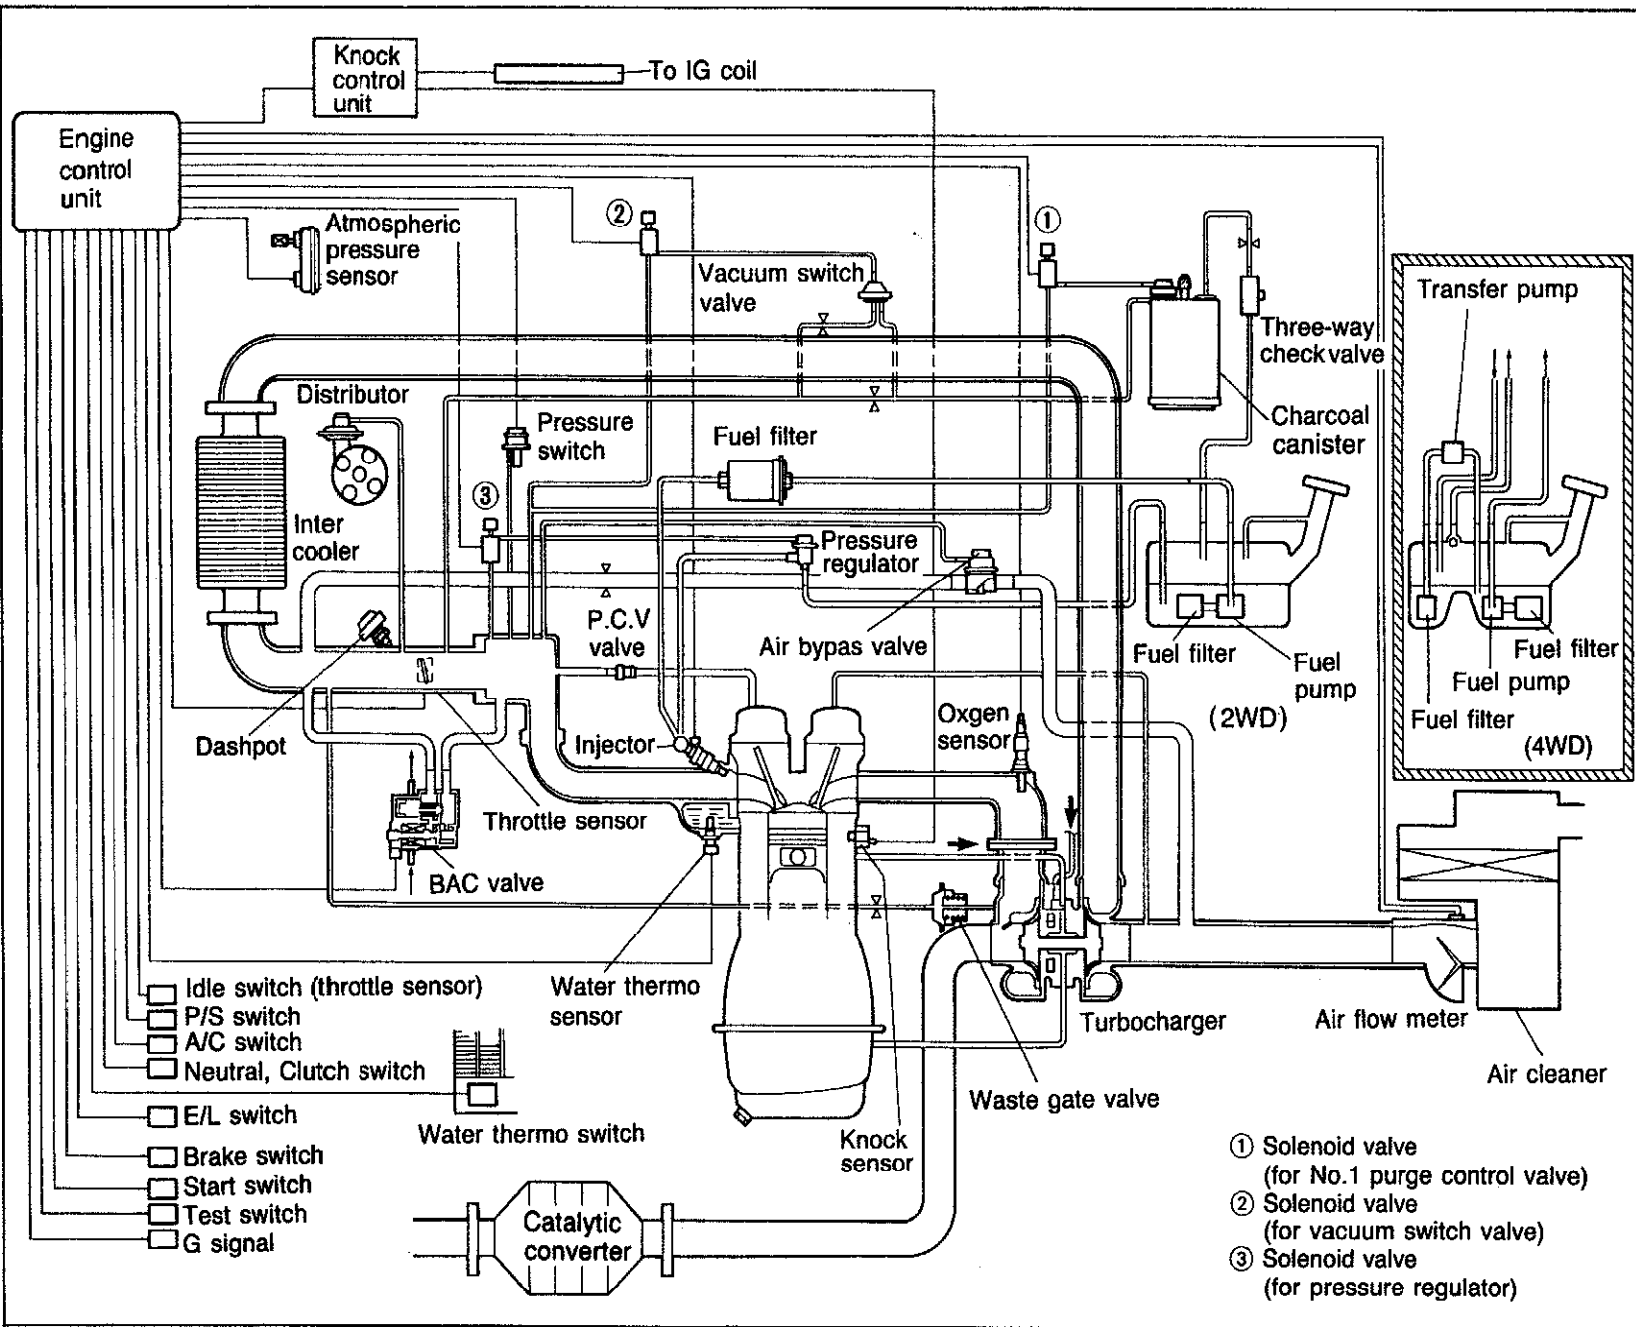 Knock
control
unit
To IG coil
Engine
control
unit
Atmospheric
pressure
sensor
②
①
Vacuum switch
valve
Transfer pump
Three-way
check valve
Distributor
Pressure
switch
Fuel filter
Charcoal
canister
③
Inter
cooler
Pressure
regulator
P.C.V
valve
Air bypas valve
Fuel filter
Fuel
pump
(2WD)
Fuel filter
Fuel pump
Fuel filter
(4WD)
Dashpot
Injector
Oxgen
sensor
Throttle sensor
BAC valve
Idle switch (throttle sensor)
P/S switch
A/C switch
Neutral, Clutch switch
E/L switch
Brake switch
Start switch
Test switch
G signal
Water thermo
sensor
Water thermo switch
Turbocharger
Air flow meter
Air cleaner
Waste gate valve
Knock
sensor
Catalytic
converter
① Solenoid valve
(for No.1 purge control valve)
② Solenoid valve
(for vacuum switch valve)
③ Solenoid valve
(for pressure regulator)